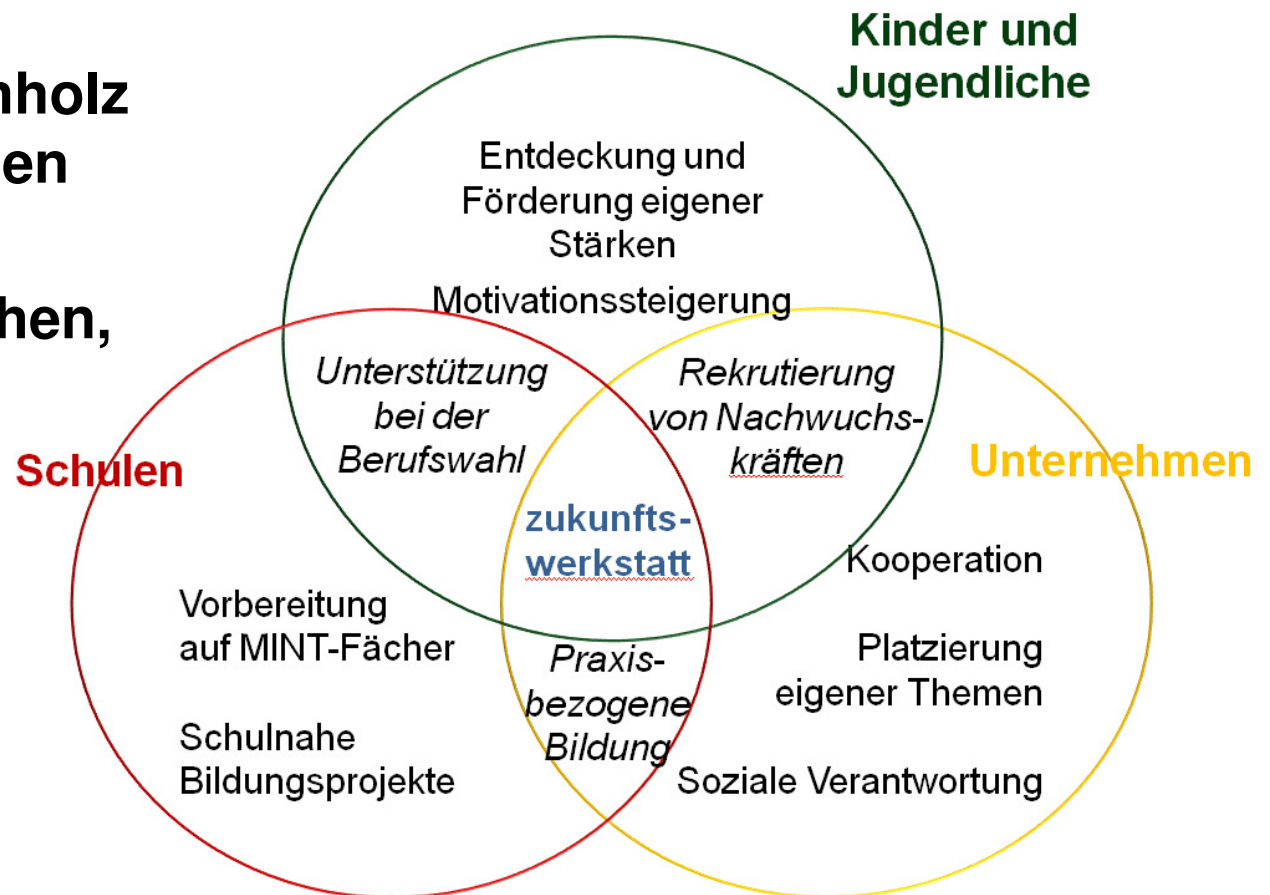 nholz
en
hen,
Kinder und
Jugendliche
Entdeckung und
Förderung eigener
Stärken
Motivationssteigerung
Unterstützung
bei der
Berufswahl
Rekrutierung
von Nachwuchs-
kräften
Schulen
Unternehmen
zukunfts-
werkstatt
Kooperation
Vorbereitung
auf MINT-Fächer
Platzierung
eigener Themen
Praxis-
bezogene
Bildung
Schulnahe
Bildungsprojekte
Soziale Verantwortung